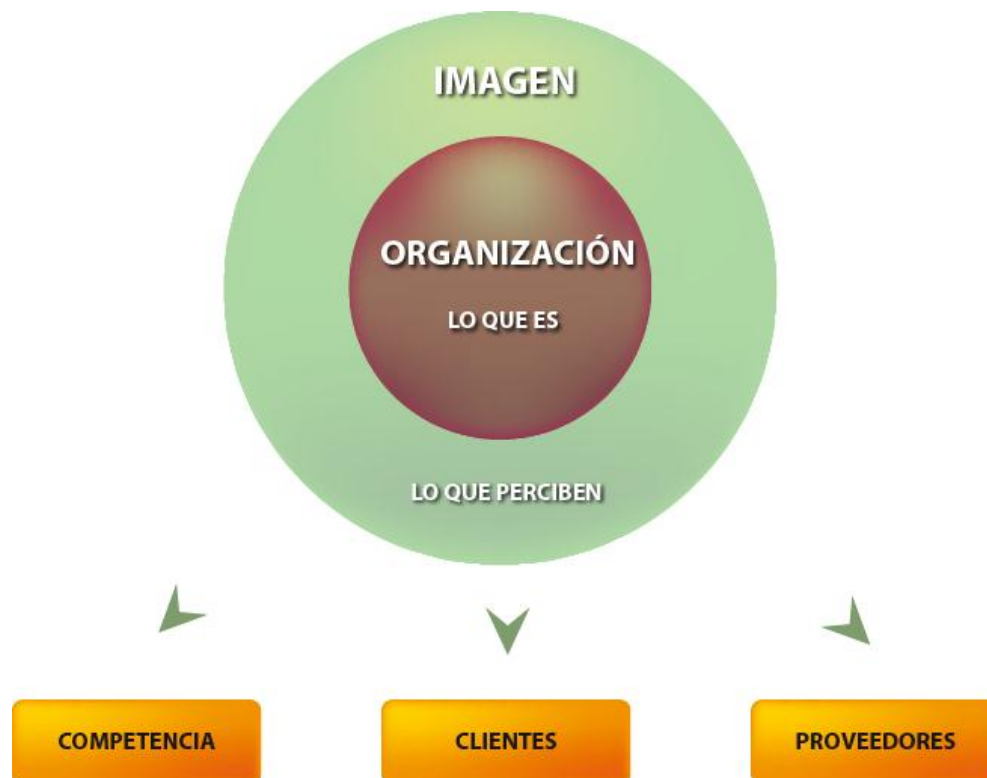 IMAGEN
ORGANIZACIÓN
LO QUE ES
LO QUE PERCIBEN
COMPETENCIA
CLIENTES
PROVEEDORES